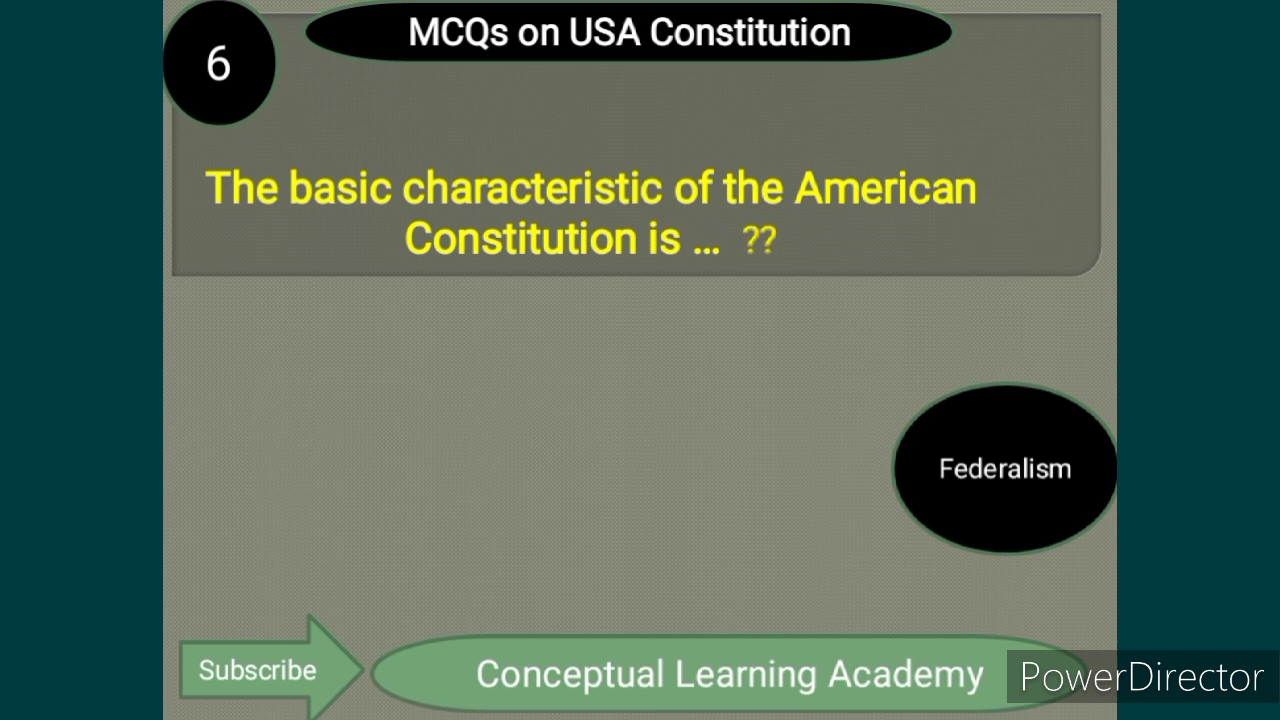 6
MCQs on USA Constitution
The basic characteristic of the American
Constitution is ... ??
Federalism
Subscribe
Conceptual Learning Academy
PowerDirector